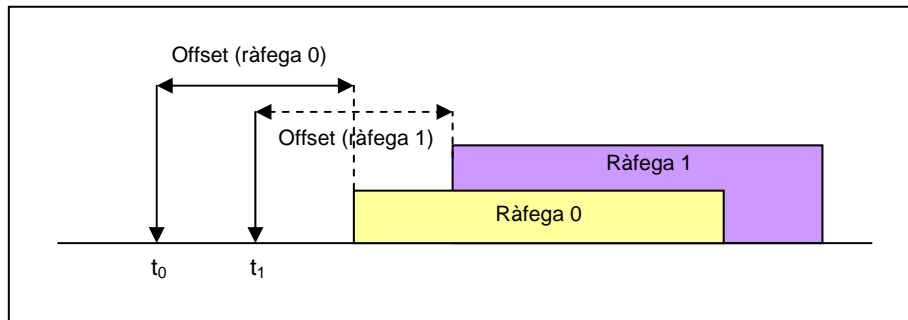 Offset (ràfega 0)
Offset (ràfega 1)
Ràfega 1
Ràfega 0
t₀
t₁